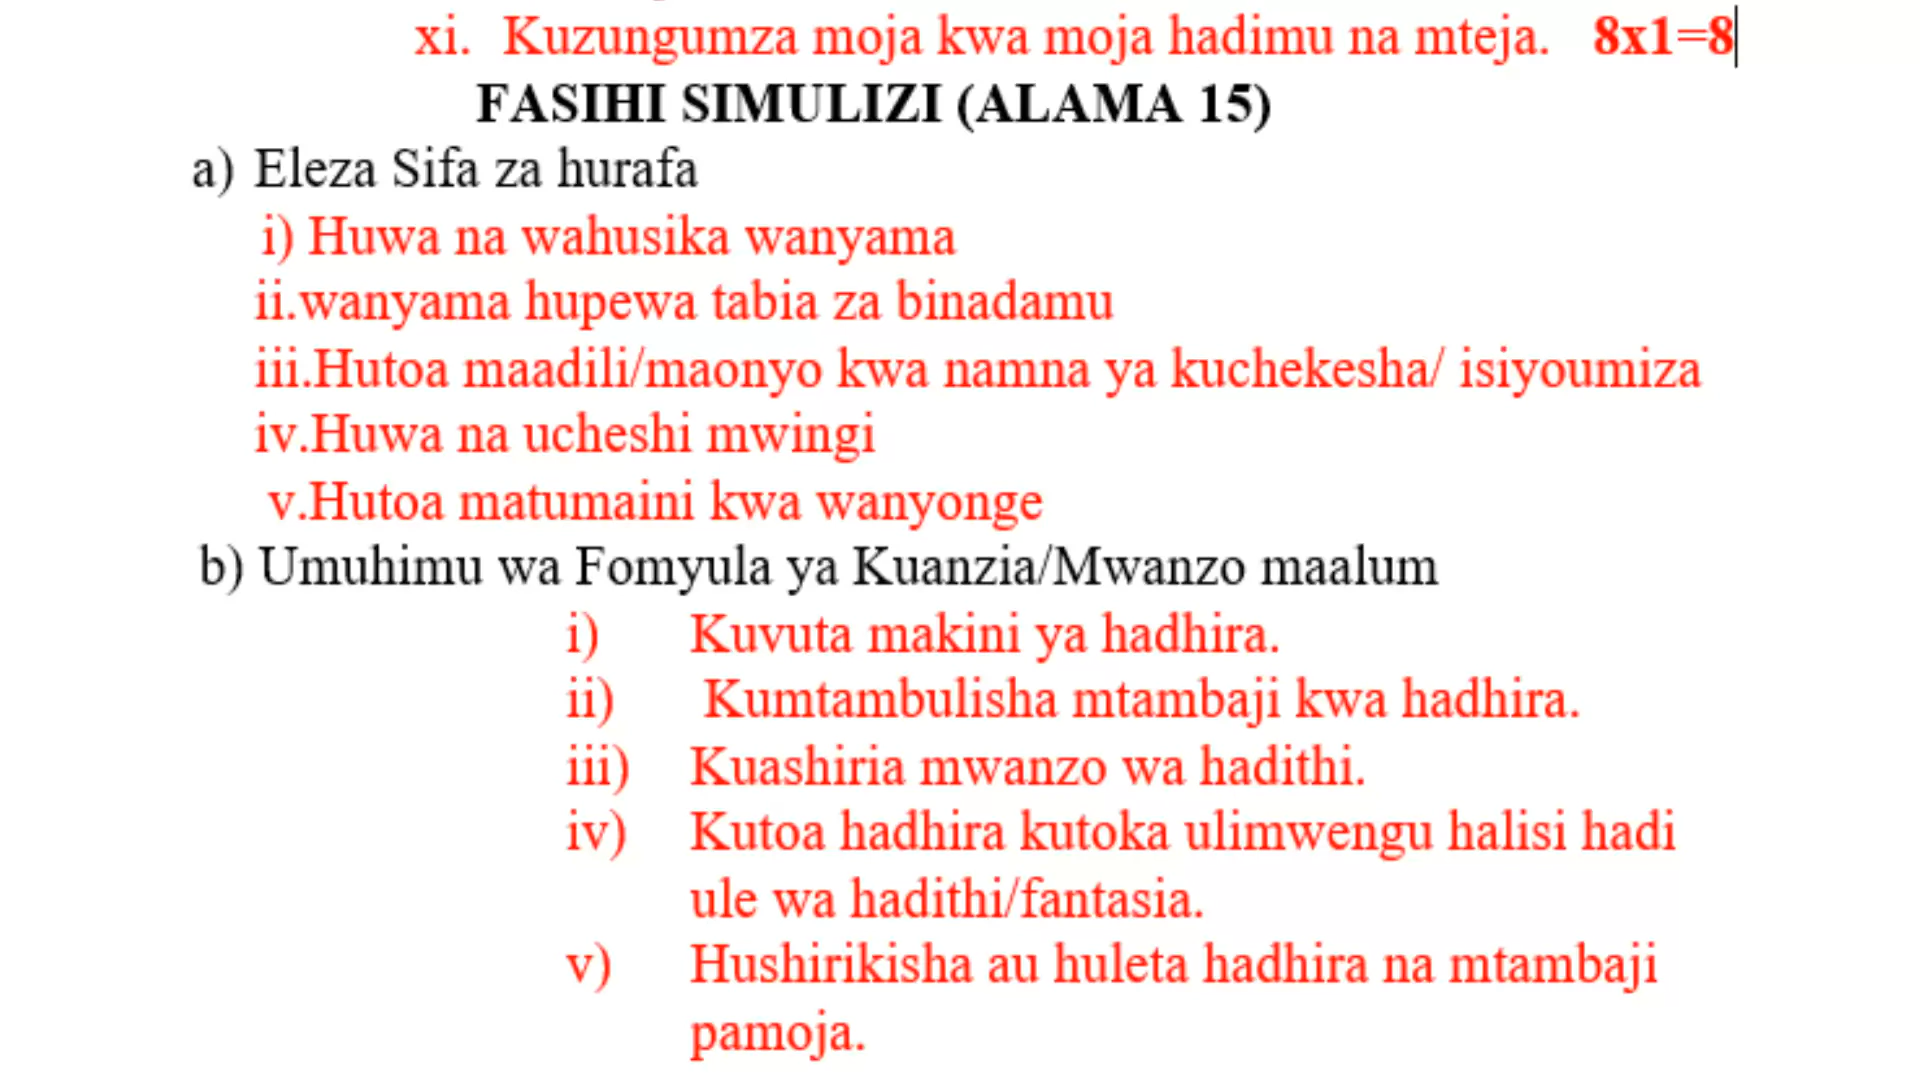 xi. Kuzungumza moja kwa moja hadimu na mteja. 8x1=8
FASIHI SIMULIZI (ALAMA 15)
a) Eleza Sifa za hurafa
i) Huwa na wahusika wanyama
ii.wanyama hupewa tabia za binadamu
iii.Hutoa maadili/maonyo kwa namna ya kuchekesha/ isiyoumiza
iv.Huwa na ucheshi mwingi
v.Hutoa matumaini kwa wanyonge
b) Umuhimu wa Fomyula ya Kuanzia/Mwanzo maalum
i) Kuvuta makini ya hadhira.
ii) Kumtambulisha mtambaji kwa hadhira.
iii) Kuashiria mwanzo wa hadithi.
iv) Kutoa hadhira kutoka ulimwengu halisi hadi
ule wa hadithi/fantasia.
v) Hushirikisha au huleta hadhira na mtambaji
pamoja.